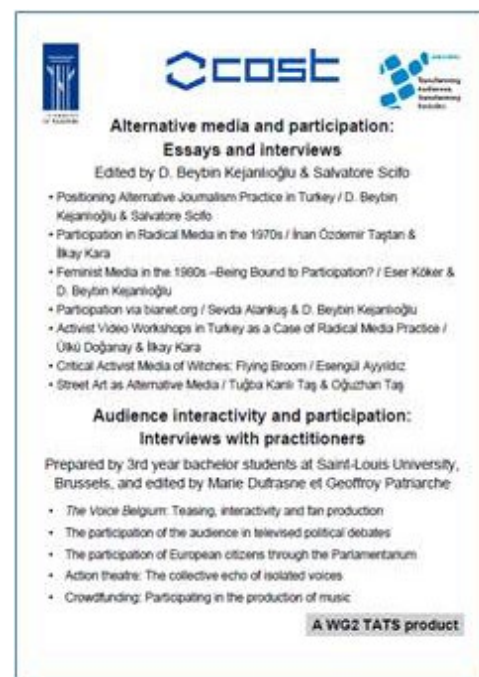 cost
Transforming
Audiences,
Transforming
Societies
Alternative media and participation:
Essays and interviews
Edited by D. Beybin Kejanlıoğlu & Salvatore Scifo
• Positioning Alternative Journalism Practice in Turkey / D. Beybin
Kejanlıoğlu & Salvatore Scifo
• Participation in Radical Media in the 1970s / İnan Özdemir Taştan &
İlkay Kara
• Feminist Media in the 1980s –Being Bound to Participation? / Eser Köker &
D. Beybin Kejanlıoğlu
• Participation via bianet.org / Sevda Alankuş & D. Beybin Kejanlıoğlu
• Activist Video Workshops in Turkey as a Case of Radical Media Practice /
Ülkü Doğanay & İlkay Kara
• Critical Activist Media of Witches: Flying Broom / Esengül Ayyıldız
• Street Art as Alternative Media / Tuğba Kanlı Taş & Oğuzhan Taş
Audience interactivity and participation:
Interviews with practitioners
Prepared by 3rd year bachelor students at Saint-Louis University,
Brussels, and edited by Marie Dufrasne et Geoffroy Patriarche
• The Voice Belgium: Teasing, interactivity and fan production
• The participation of the audience in televised political debates
• The participation of European citizens through the Parlamentarium
• Action theatre: The collective echo of isolated voices
• Crowdfunding: Participating in the production of music
A WG2 TATS product